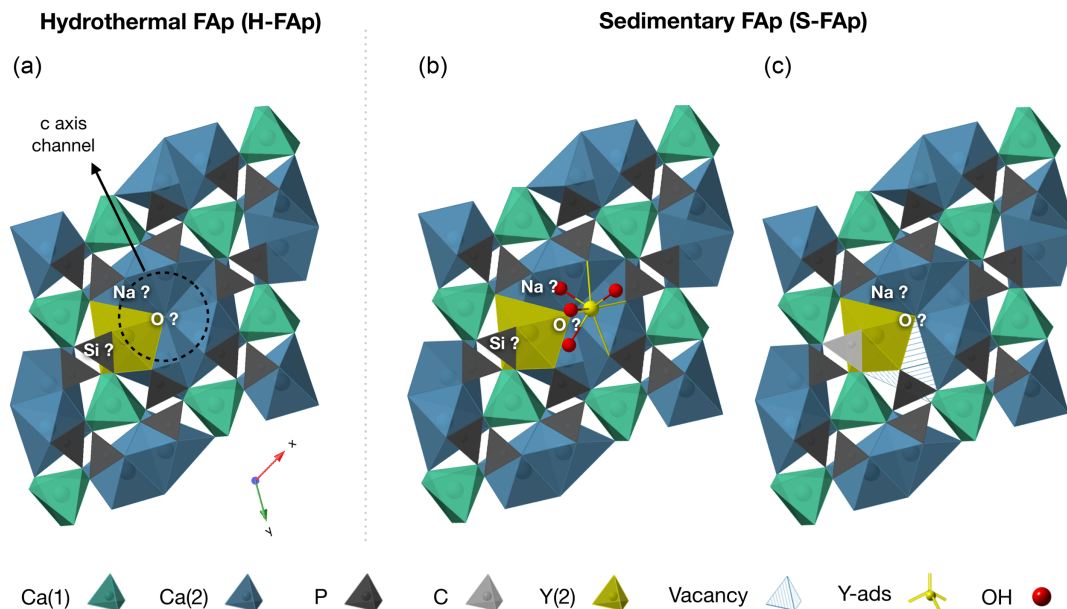 Hydrothermal FAp (H-FAp)
Sedimentary FAp (S-FAp)
(a)
(b)
(c)
c axis
channel
Na ?
O ?
Si ?
Na ?
O ?
Si ?
Na ?
O ?
x
y
Ca(1)
Ca(2)
P
C
Y(2)
Vacancy
Y-ads
OH